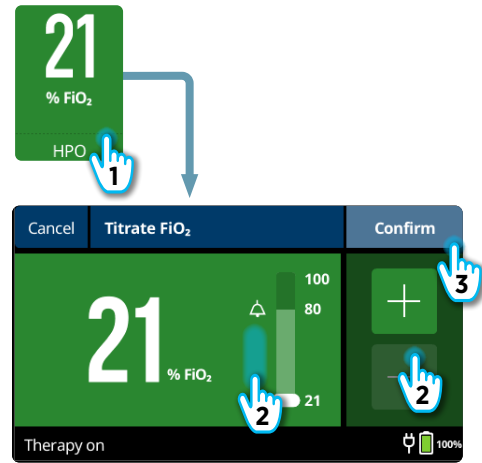 21
% FiO₂
HPO
1
Cancel
Titrate FiO₂
Confirm
3
100
80
21
% FiO₂
2
2
21
Therapy on
100%